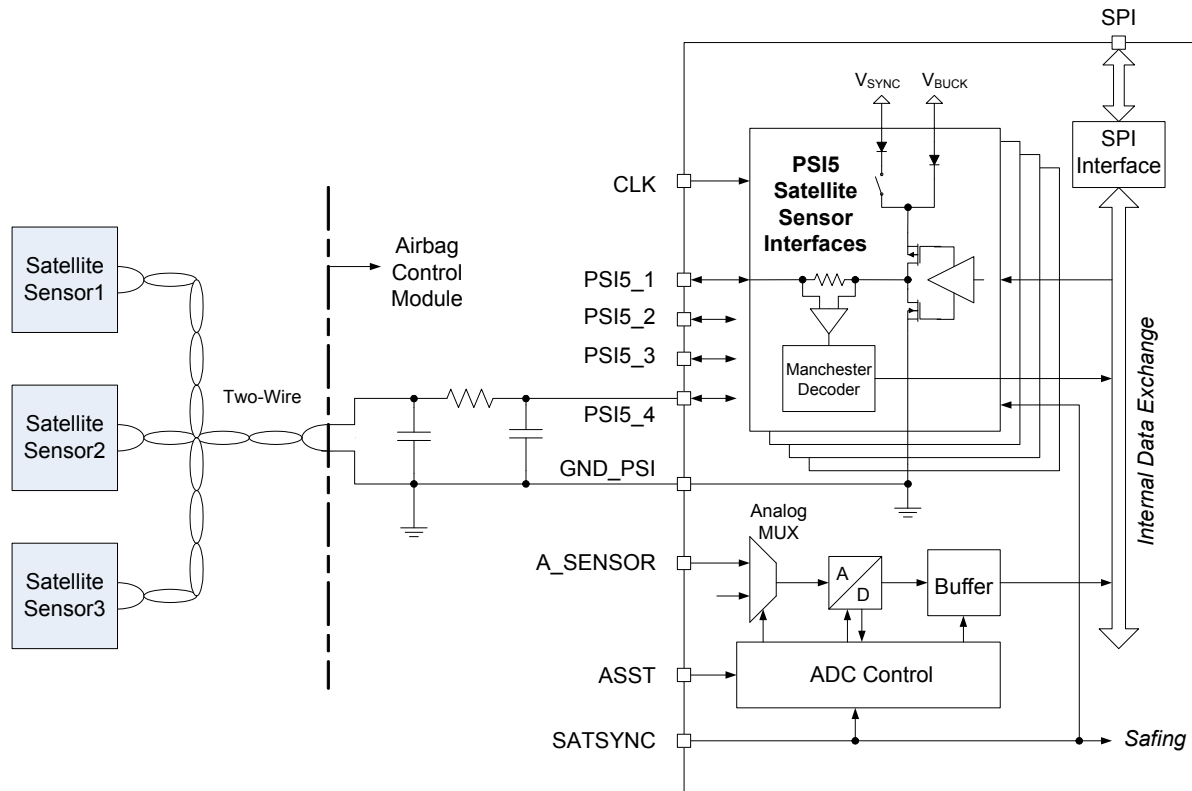 SPI
V_SYNC
V_BUCK
SPI
Interface
PSI5
Satellite
Sensor
Interfaces
CLK
Airbag
Control
Module
Satellite
Sensor1
PSI5_1
PSI5_2
PSI5_3
PSI5_4
Manchester
Decoder
Two-Wire
Satellite
Sensor2
GND_PSI
Internal Data Exchange
Analog
MUX
A_SENSOR
A
D
Buffer
Satellite
Sensor3
ASST
ADC Control
SATSYNC
Safing